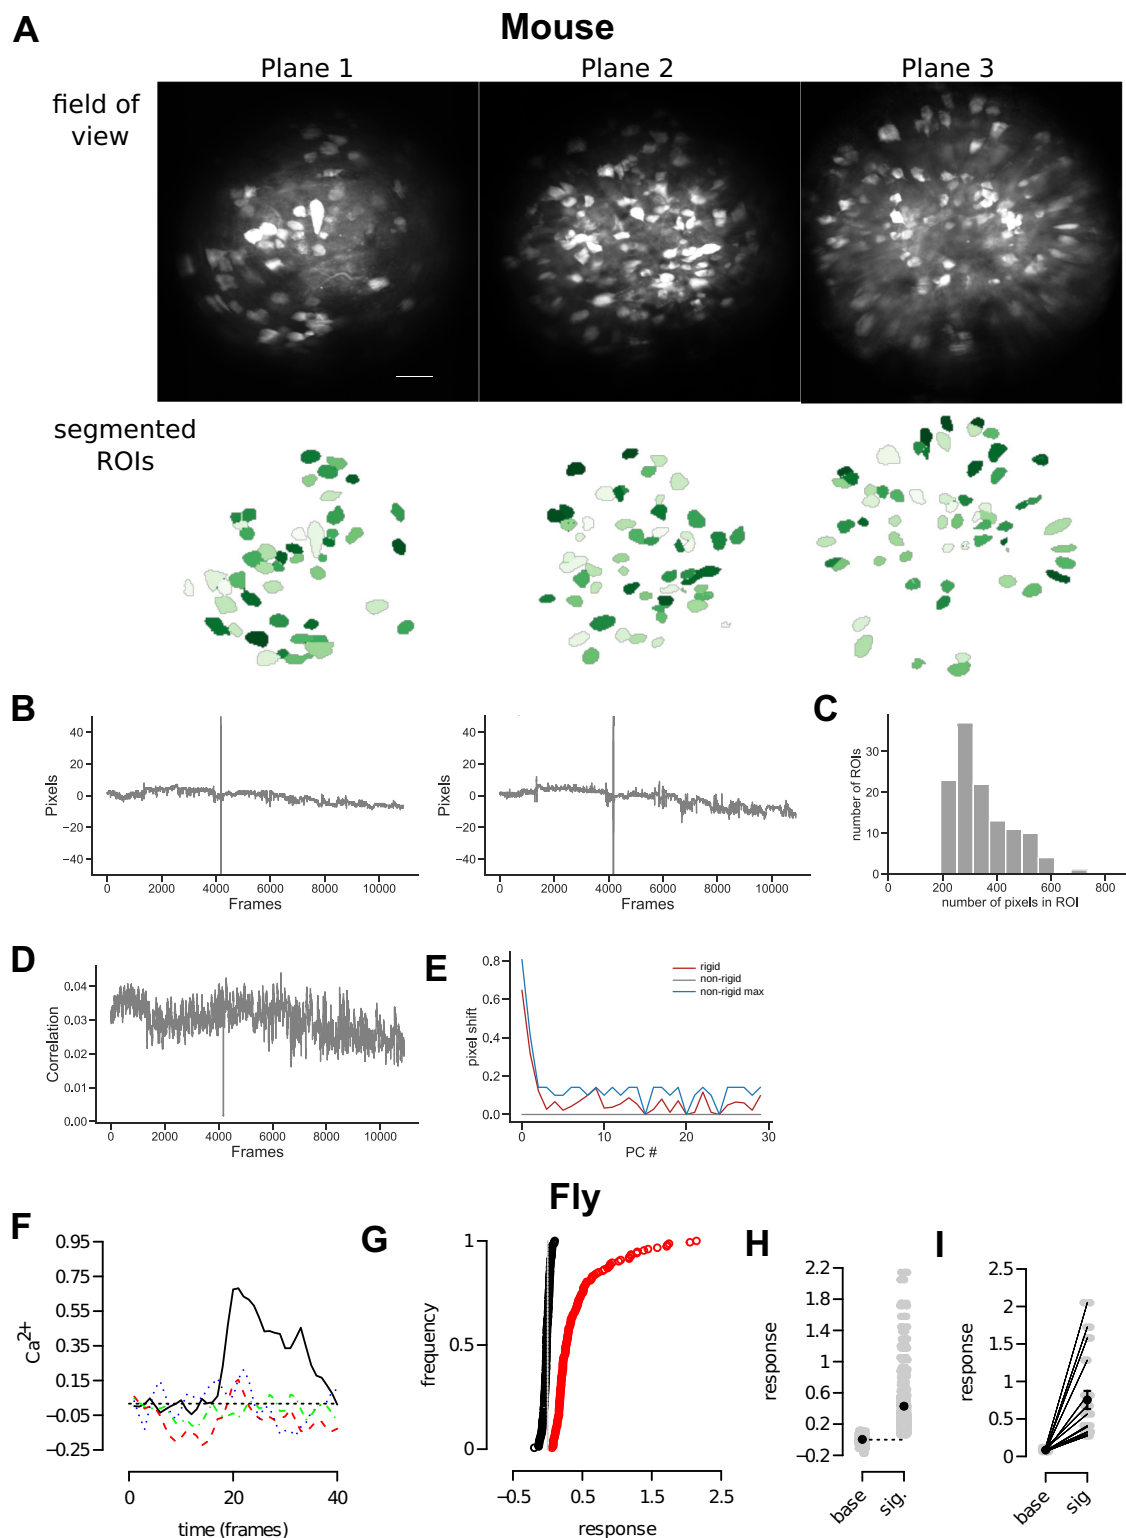 A
Mouse
Plane 1
Plane 2
Plane 3
field of
view
segmented
ROIs
B
Pixels
40
20
0
−20
−40
0
2000
4000
6000
8000
10000
Frames
Pixels
40
20
0
−20
−40
0
2000
4000
6000
8000
10000
Frames
C
number of ROIs
30
20
10
0
0
200
400
600
800
number of pixels in ROI
D
Correlation
0.04
0.03
0.02
0.01
0.00
0
2000
4000
6000
8000
10000
Frames
E
pixel shift
0.8
0.6
0.4
0.2
0.0
0
10
20
30
PC #
rigid
non-rigid
non-rigid max
Fly
F
Ca2+
0.95
0.75
0.55
0.35
0.15
−0.05
−0.25
0
20
40
time (frames)
G
frequency
1
0.5
0
−0.5
0.5
1.5
2.5
response
H
response
2.2
1.8
1.4
1
0.6
0.2
−0.2
base
sig.
I
response
2.5
2
1.5
1
0.5
0
base
sig